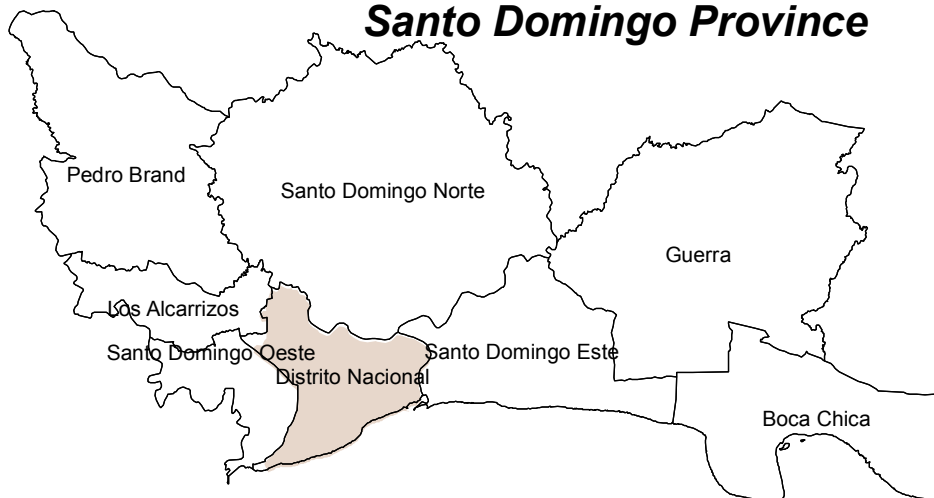 Santo Domingo Province
Pedro Brand
Santo Domingo Norte
Guerra
Los Alcarrizos
Santo Domingo Oeste
Santo Domingo Este
Distrito Nacional
Boca Chica